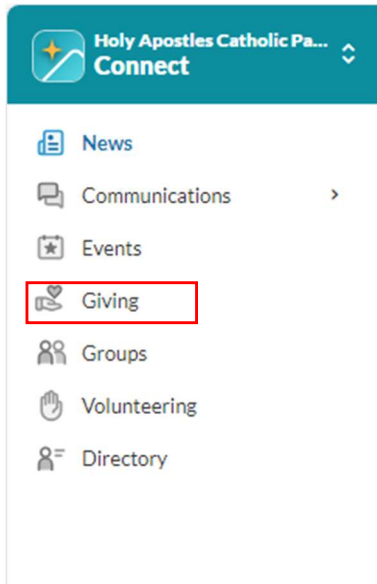 Holy Apostles Catholic Pa...
Connect
News
Communications
Events
Giving
Groups
Volunteering
Directory